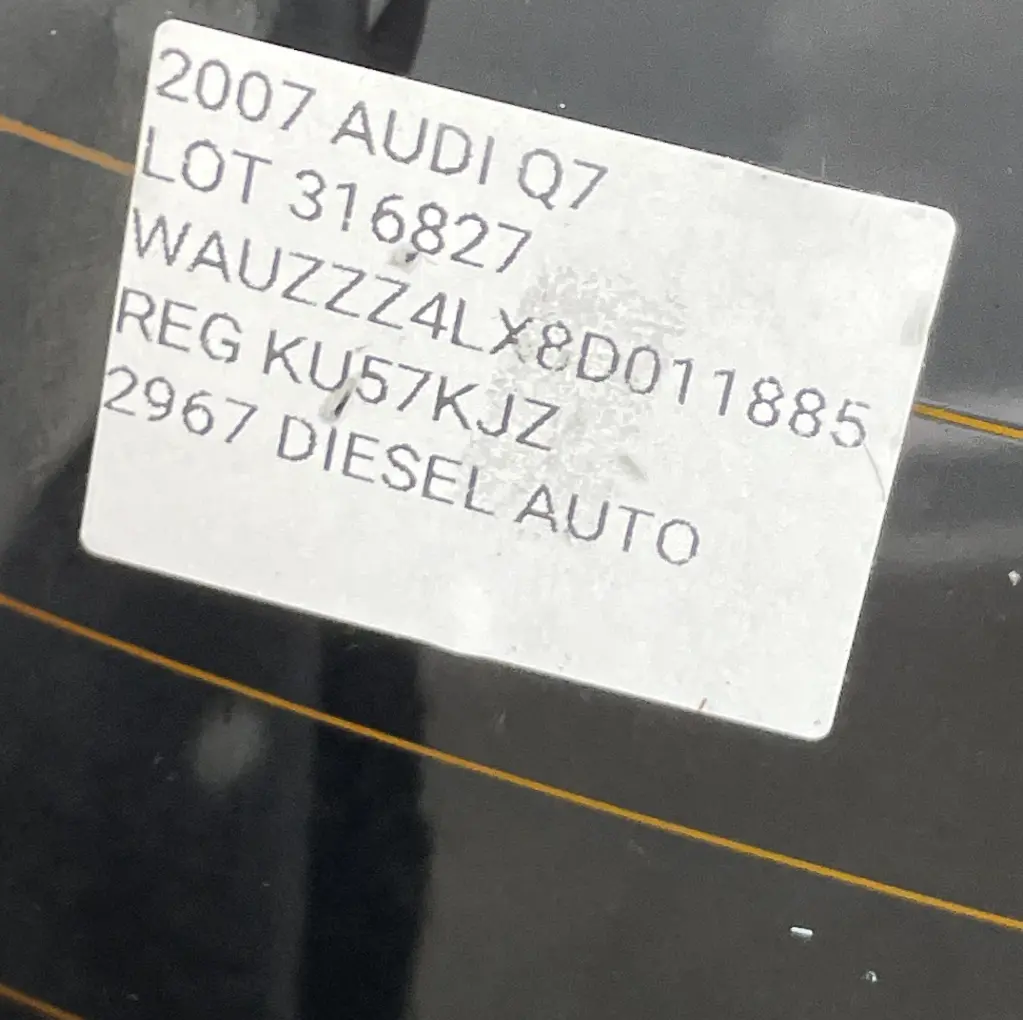 2007 AUDI Q7
LOT 316827
WAUZZZ4LX8D011885
REG KU57KJZ
2967 DIESEL AUTO